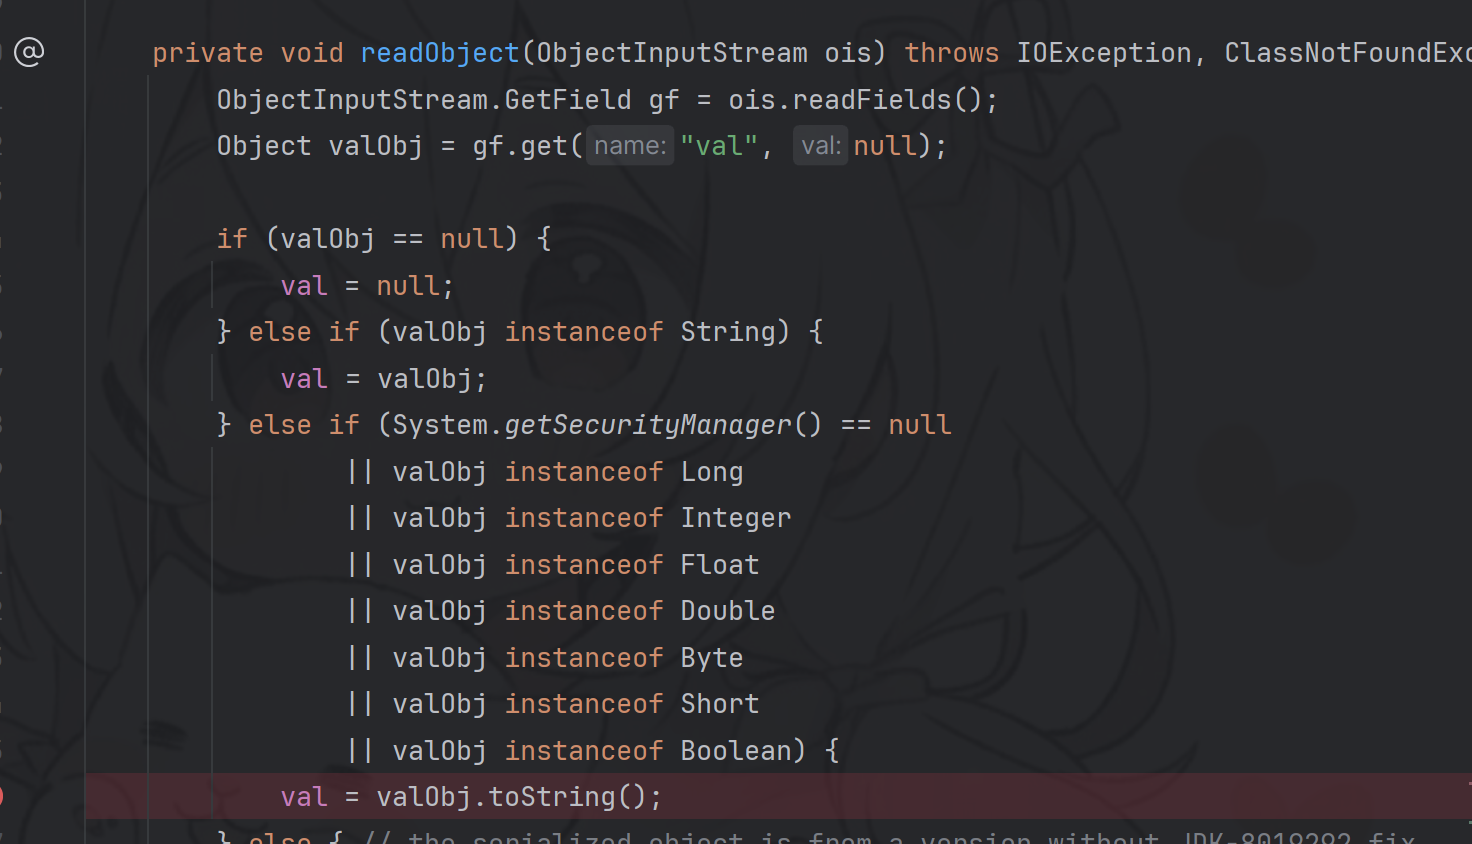 @ private void readObject(ObjectInputStream ois) throws IOException, ClassNotFoundExc
ObjectInputStream.GetField gf = ois.readFields();
Object valObj = gf.get( name: "val", val: null);
if (valObj == null) {
val = null;
} else if (valObj instanceof String) {
val = valObj;
} else if (System.getSecurityManager() == null
|| valObj instanceof Long
|| valObj instanceof Integer
|| valObj instanceof Float
|| valObj instanceof Double
|| valObj instanceof Byte
|| valObj instanceof Short
|| valObj instanceof Boolean) {
val = valObj.toString();
} else { // the serialized object is from a version without JDK-8019292 fix